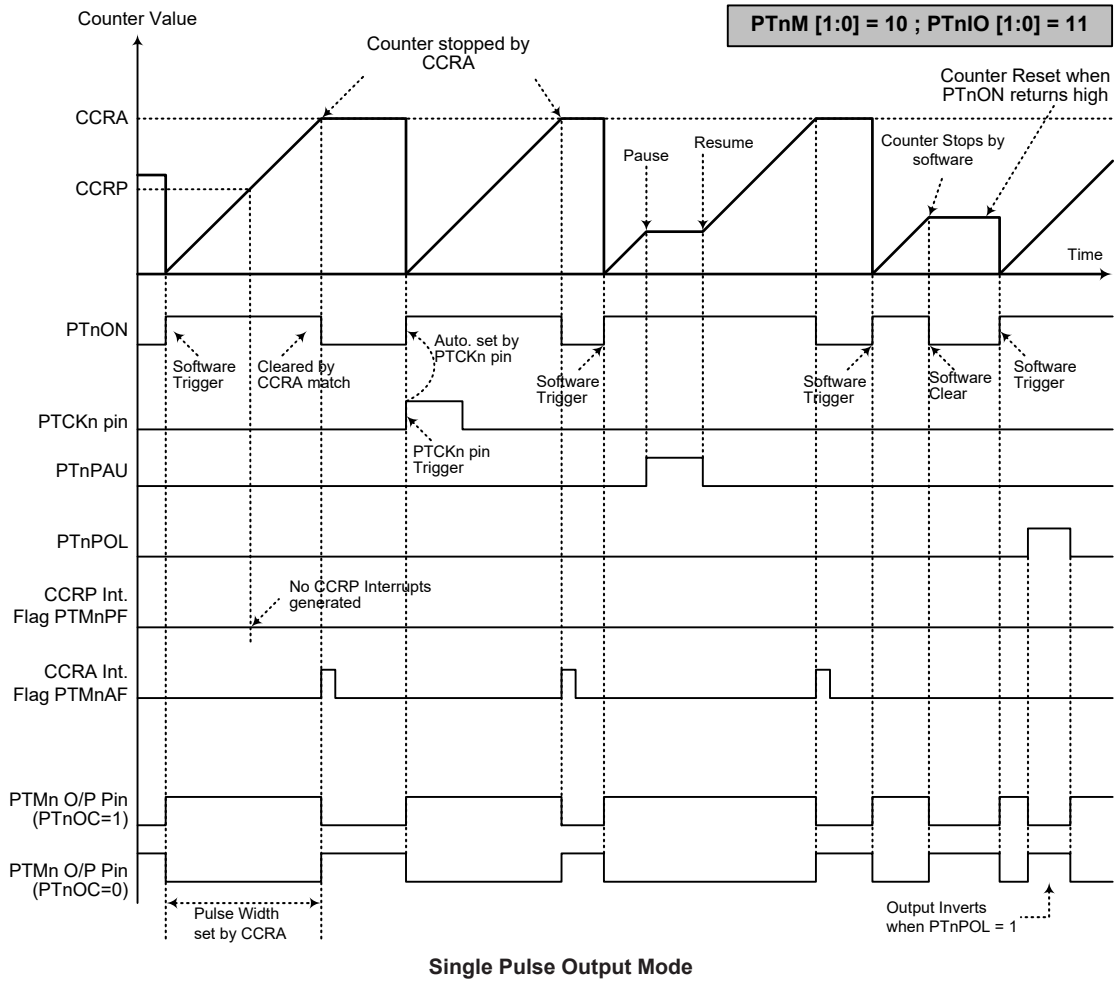 Counter Value
PTnM [1:0] = 10 ; PTnIO [1:0] = 11
Counter stopped by
CCRA
Counter Reset when
PTnON returns high
CCRA
Pause
Resume
Counter Stops by
software
CCRP
Time
PTnON
Software
Trigger
Cleared by
CCRA match
Auto. set by
PTCKn pin
Software
Trigger
Software
Trigger
Software
Clear
Software
Trigger
PTCKn pin
PTCKn pin
Trigger
PTnPAU
PTnPOL
CCRP Int.
Flag PTMnPF
No CCRP Interrupts
generated
CCRA Int.
Flag PTMnAF
PTMn O/P Pin
(PTnOC=1)
PTMn O/P Pin
(PTnOC=0)
Pulse Width
set by CCRA
Output Inverts
when PTnPOL = 1
Single Pulse Output Mode